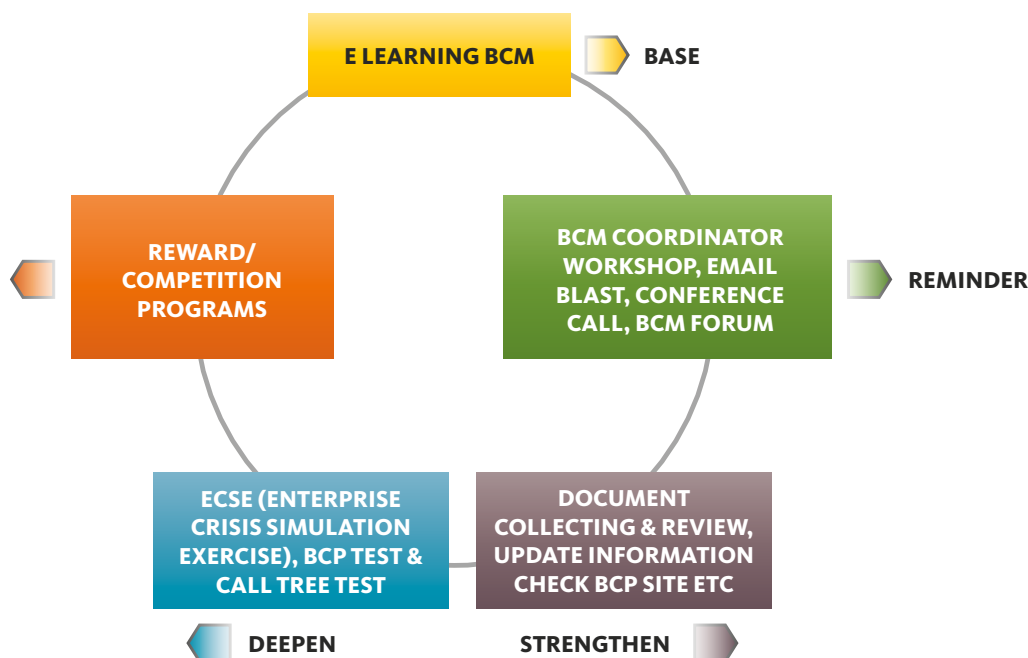 E LEARNING BCM
BASE
REWARD/
COMPETITION
PROGRAMS
BCM COORDINATOR
WORKSHOP, EMAIL
BLAST, CONFERENCE
CALL, BCM FORUM
REMINDER
ECSE (ENTERPRISE
CRISIS SIMULATION
EXERCISE), BCP TEST &
CALL TREE TEST
DOCUMENT
COLLECTING & REVIEW,
UPDATE INFORMATION
CHECK BCP SITE ETC
DEEPEN
STRENGTHEN